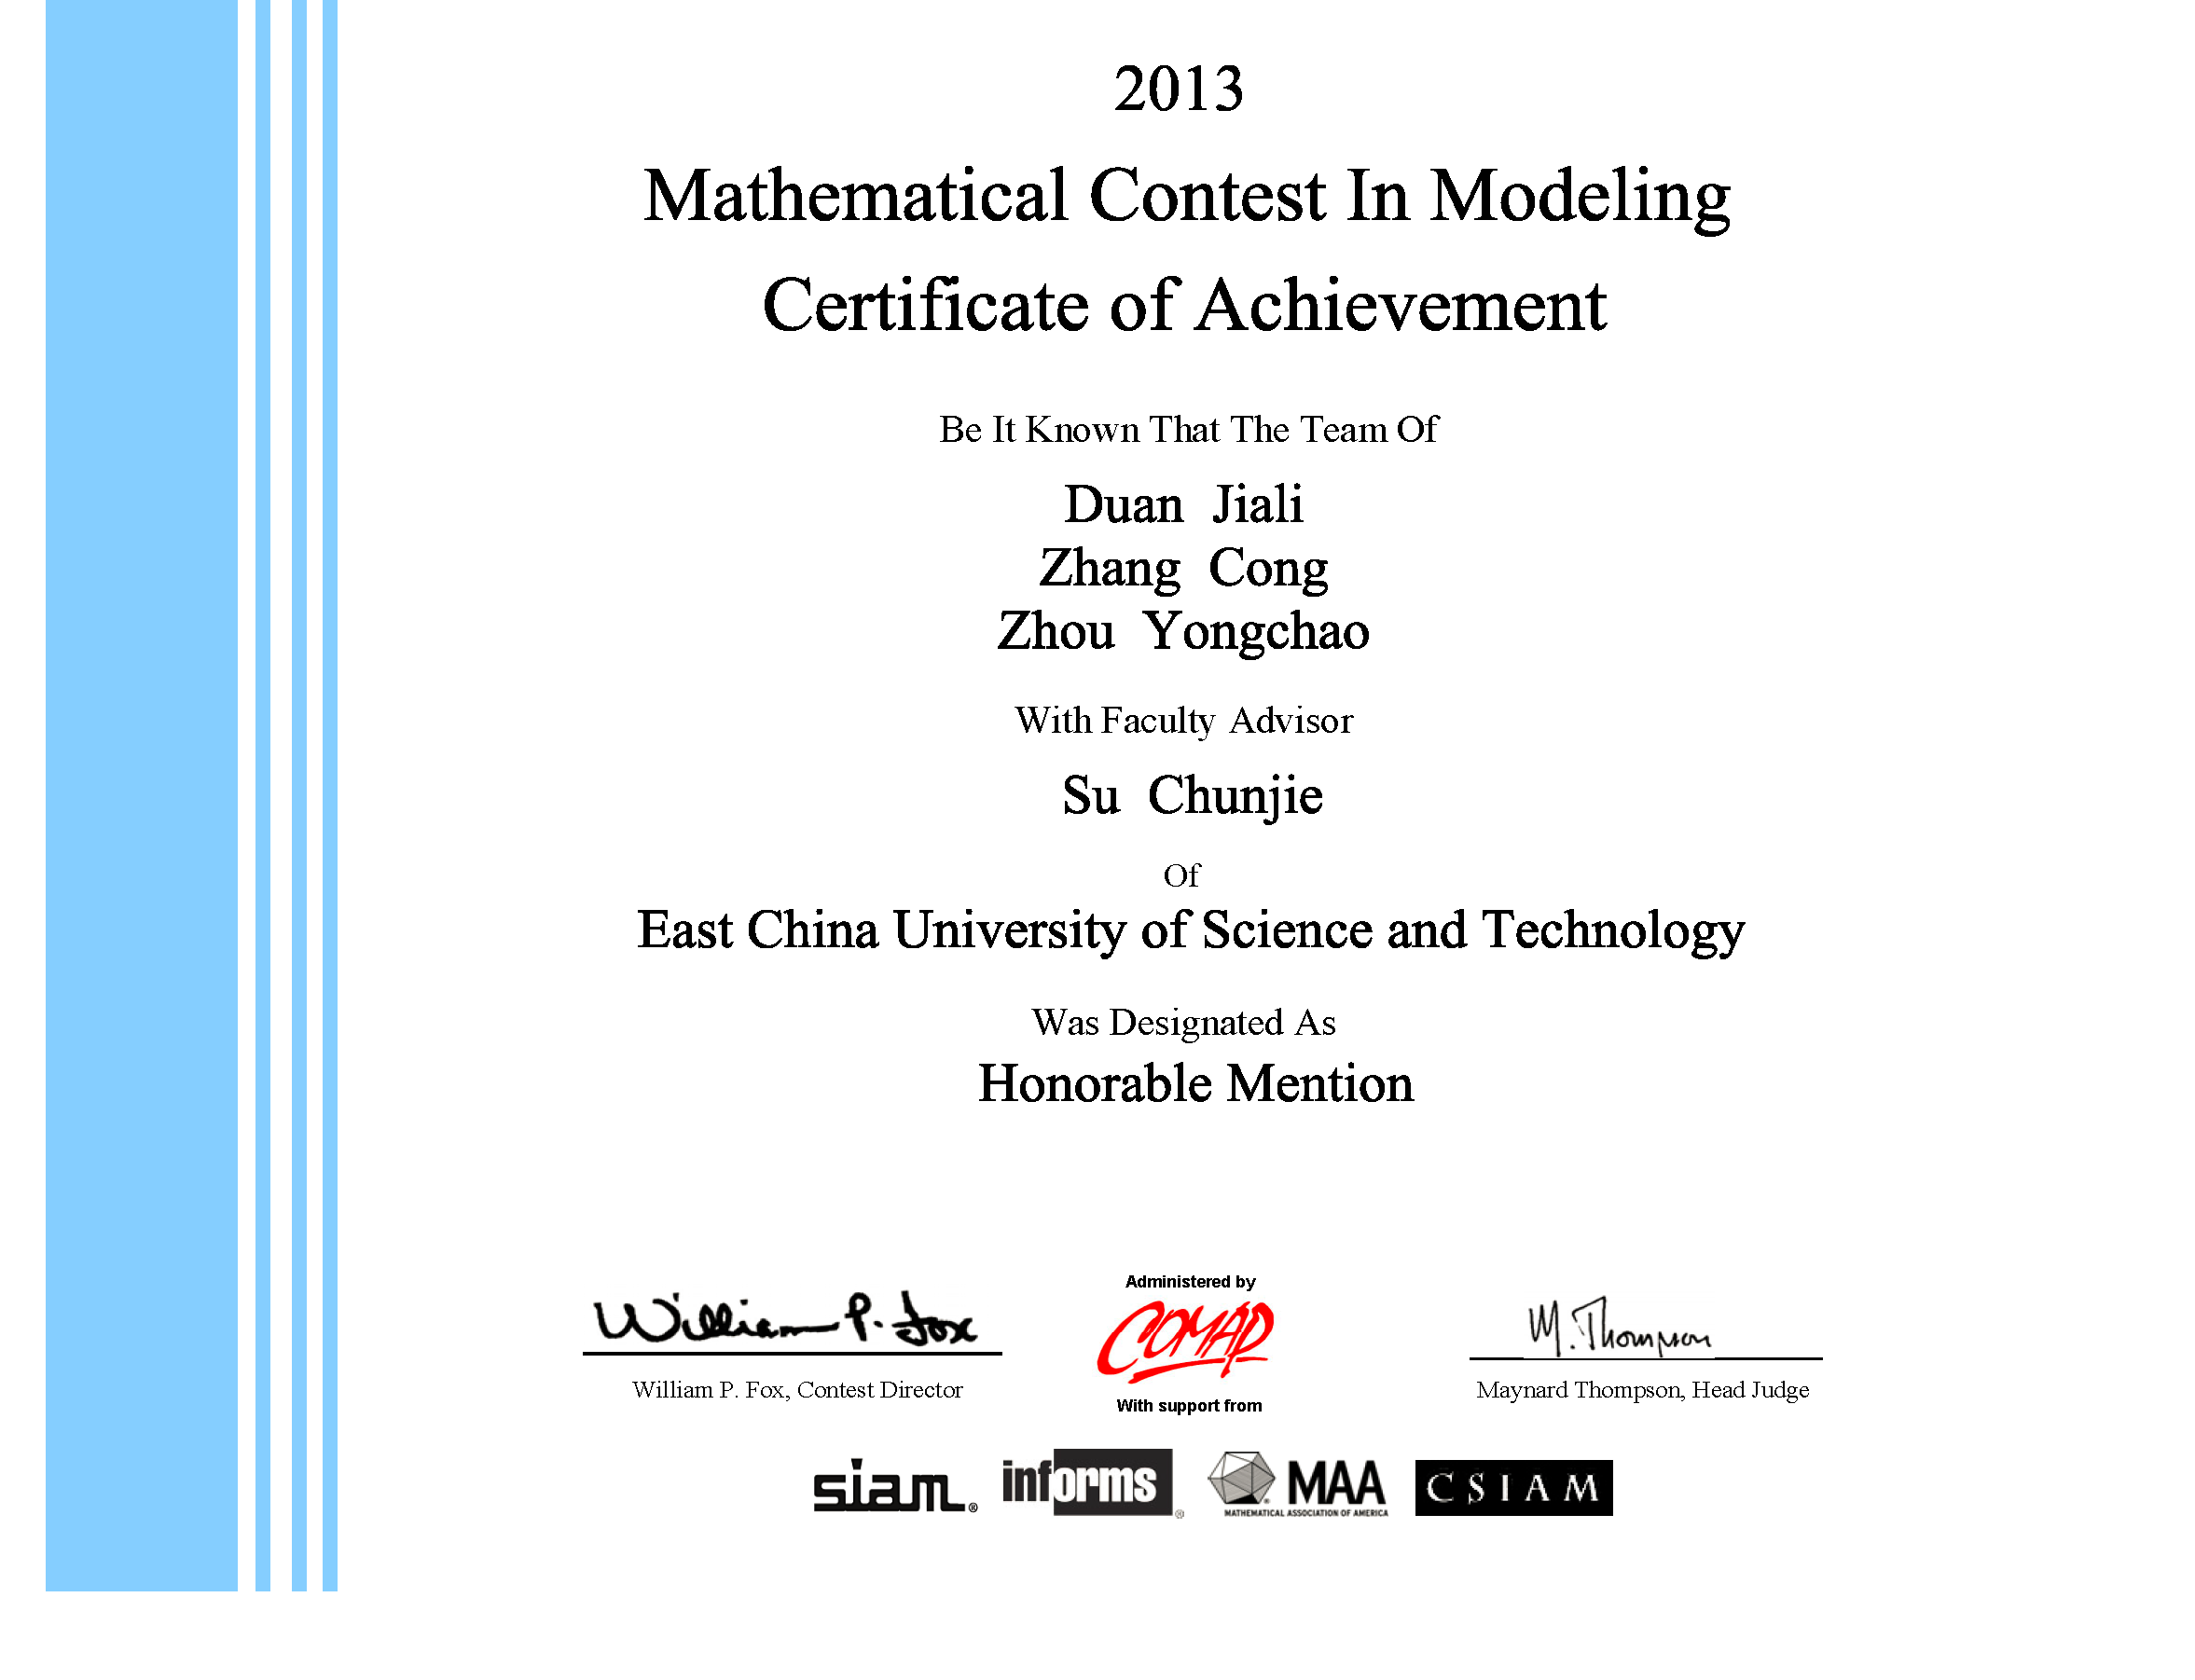 2013
Mathematical Contest In Modeling
Certificate of Achievement
Be It Known That The Team Of
Duan Jiali
Zhang Cong
Zhou Yongchao
With Faculty Advisor
Su Chunjie
Of
East China University of Science and Technology
Was Designated As
Honorable Mention
Administered by
William P. Fox
COMAP
M. Thompson
William P. Fox, Contest Director
Maynard Thompson, Head Judge
With support from
siam®
informs®
MAA
MATHEMATICAL ASSOCIATION OF AMERICA
CSIAM